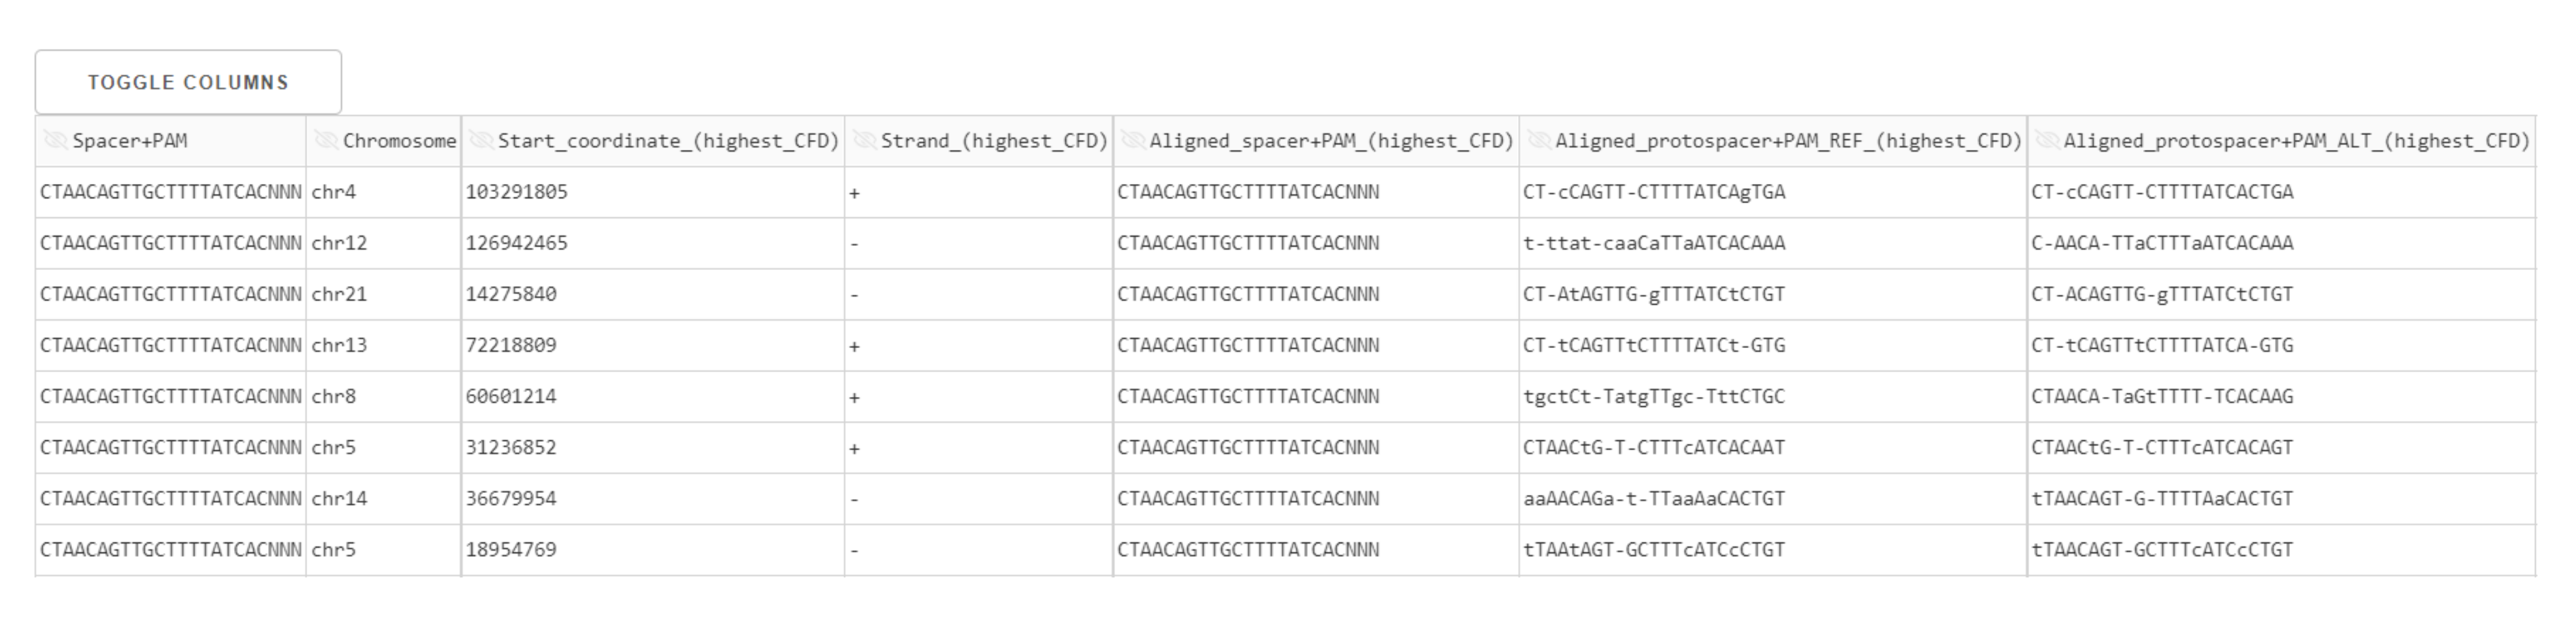 TOGGLE COLUMNS
Spacer+PAM Chromosome Start_coordinate_(highest_CFD) Strand_(highest_CFD) Aligned_spacer+PAM_(highest_CFD) Aligned_protospacer+PAM_REF_(highest_CFD) Aligned_protospacer+PAM_ALT_(highest_CFD)
CTAACAGTTGCTTTTATCACNNN chr4 103291805 + CTAACAGTTGCTTTTATCACNNN CT-cCAGTT-CTTTTATCAgTGA CT-cCAGTT-CTTTTATCACTGA
CTAACAGTTGCTTTTATCACNNN chr12 126942465 - CTAACAGTTGCTTTTATCACNNN t-ttat-caaCaTTaATCACAAA C-AACA-TTaCTTTaATCACAAA
CTAACAGTTGCTTTTATCACNNN chr21 14275840 - CTAACAGTTGCTTTTATCACNNN CT-AtAGTTG-gTTTATCtCTGT CT-ACAGTTG-gTTTATCtCTGT
CTAACAGTTGCTTTTATCACNNN chr13 72218809 + CTAACAGTTGCTTTTATCACNNN CT-tCAGTTtCTTTTATCt-GTG CT-tCAGTTtCTTTTATCA-GTG
CTAACAGTTGCTTTTATCACNNN chr8 60601214 + CTAACAGTTGCTTTTATCACNNN tgctCt-TatgTTgc-TttCTGC CTAACA-TaGtTTTT-TCACAAG
CTAACAGTTGCTTTTATCACNNN chr5 31236852 + CTAACAGTTGCTTTTATCACNNN CTAACtG-T-CTTTcATCACAAT CTAACtG-T-CTTTcATCACAGT
CTAACAGTTGCTTTTATCACNNN chr14 36679954 - CTAACAGTTGCTTTTATCACNNN aaAACAGa-t-TTaaAaCACTGT tTAACAGT-G-TTTTAaCACTGT
CTAACAGTTGCTTTTATCACNNN chr5 18954769 - CTAACAGTTGCTTTTATCACNNN tTAAtAGT-GCTTTcATCcCTGT tTAACAGT-GCTTTcATCcCTGT